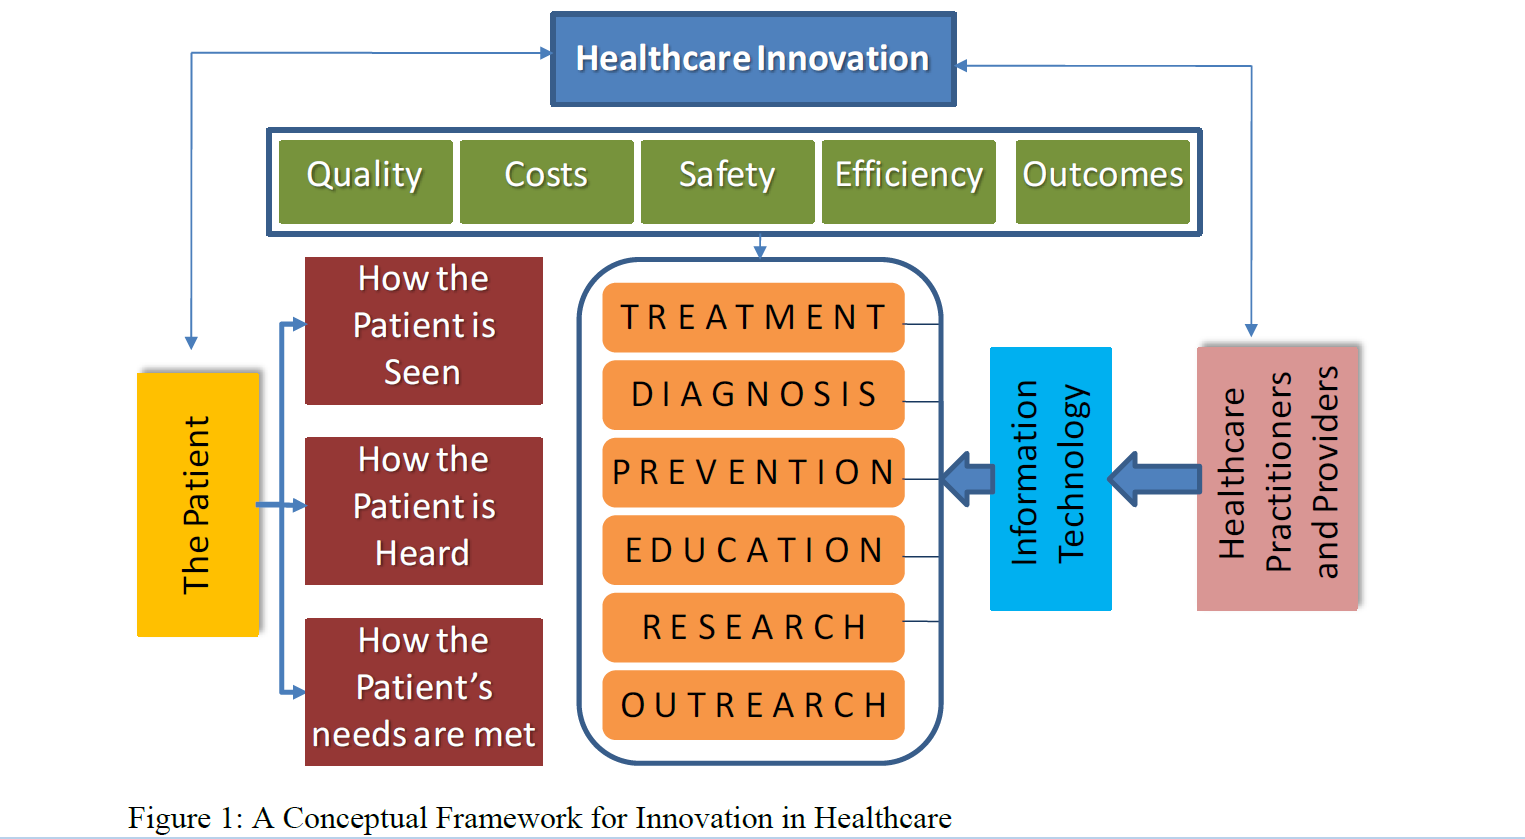 Healthcare Innovation
Quality
Costs
Safety
Efficiency
Outcomes
How the
Patient is
Seen
How the
Patient is
Heard
How the
Patient’s
needs are met
The Patient
TREATMENT
DIAGNOSIS
PREVENTION
EDUCATION
RESEARCH
OUTREARCH
Information
Technology
Healthcare
Practitioners
and Providers
Figure 1: A Conceptual Framework for Innovation in Healthcare